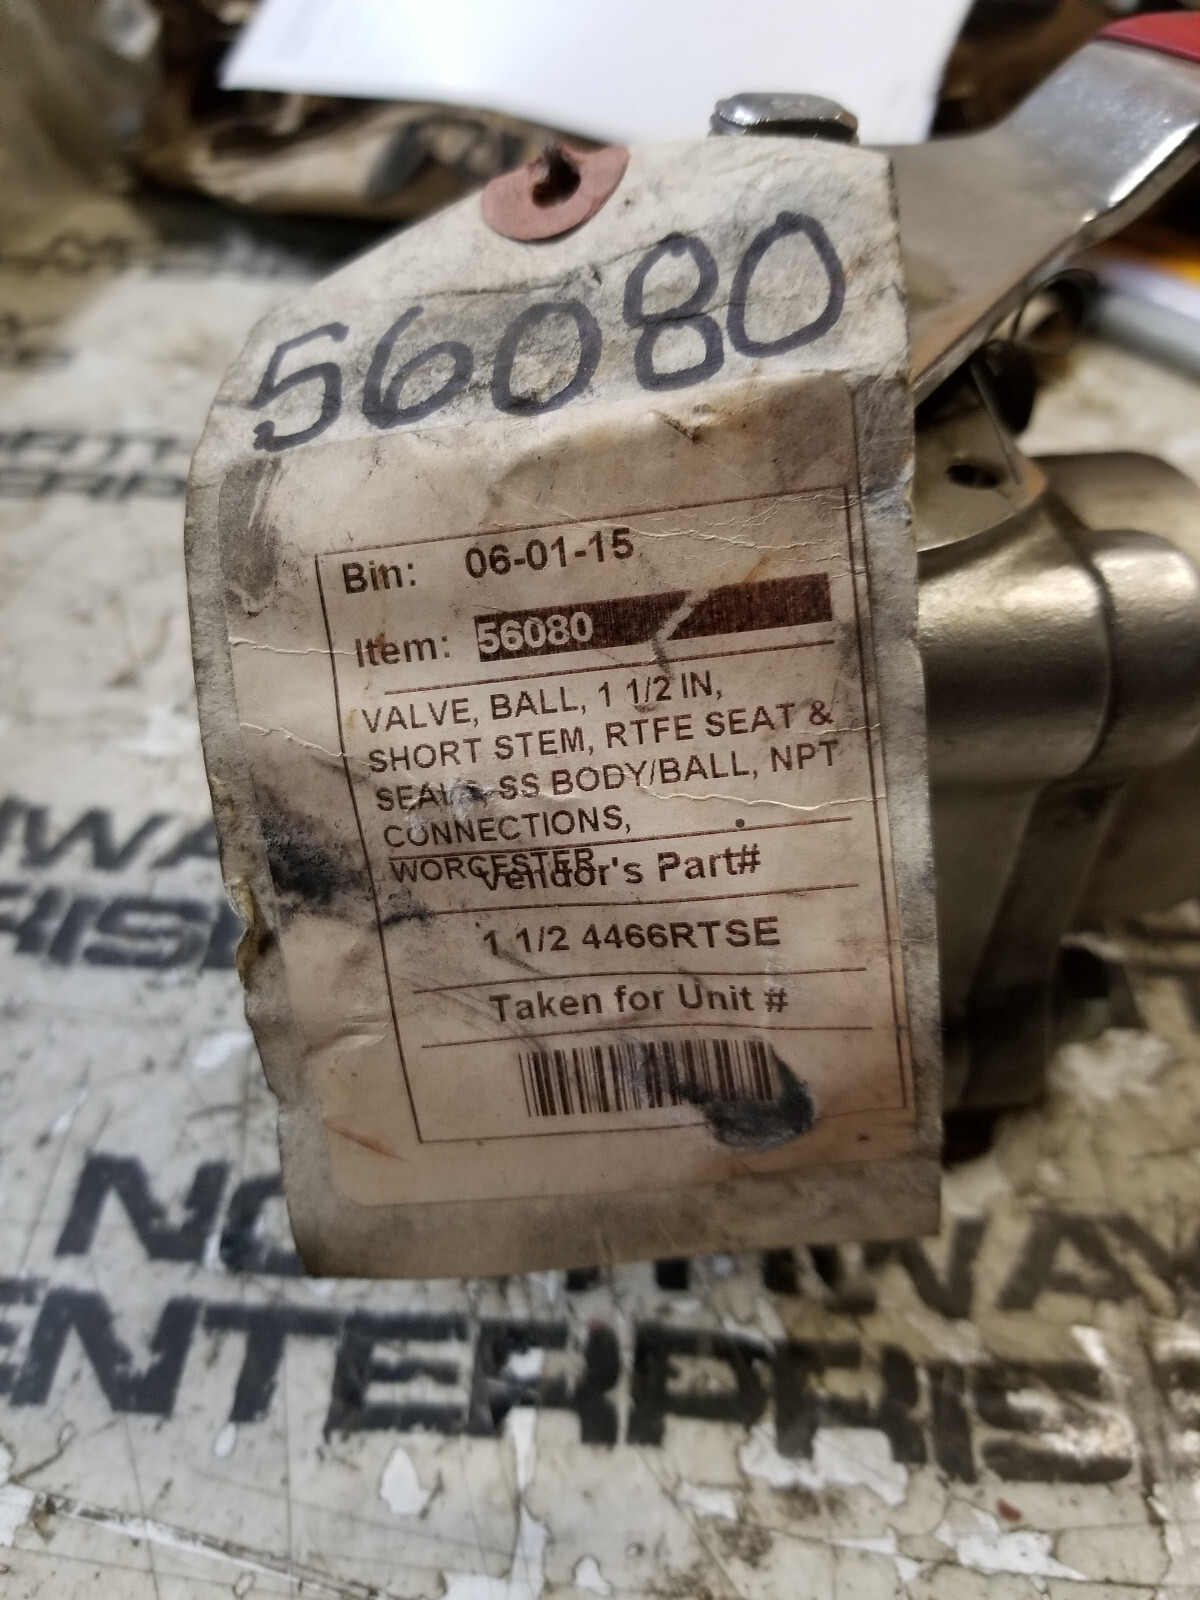 56080
Bin: 06-01-15
Item: 56080
VALVE, BALL, 1 1/2 IN,
SHORT STEM, RTFE SEAT &
SS BODY/BALL, NPT
CONNECTIONS,
WORCESTER
Vendor's Part#
1 1/2 4466RTSE
Taken for Unit #
ENTERPRIS